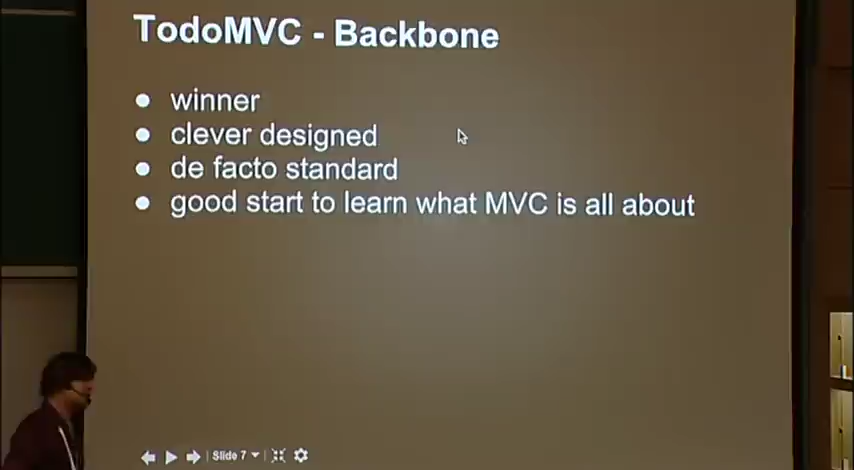 TodoMVC - Backbone
winner
clever designed
de facto standard
good start to learn what MVC is all about
Slide 7